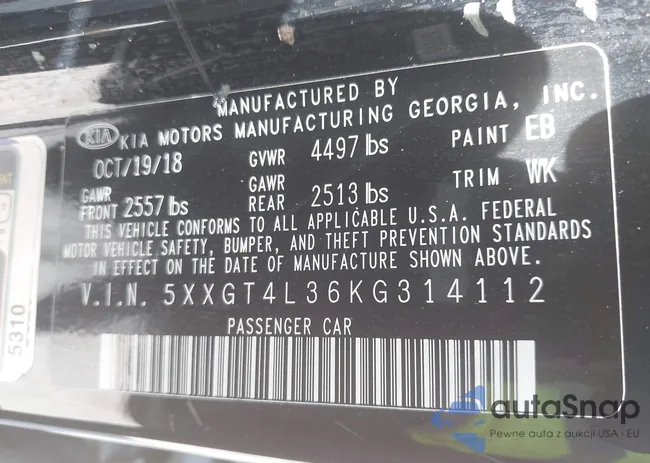 MANUFACTURED BY
KIA KIA MOTORS MANUFACTURING GEORGIA, INC.
OCT/19/18 GVWR 4497 lbs PAINT EB
GAWR FRONT 2557 lbs GAWR REAR 2513 lbs TRIM WK
THIS VEHICLE CONFORMS TO ALL APPLICABLE U.S.A. FEDERAL
MOTOR VEHICLE SAFETY, BUMPER, AND THEFT PREVENTION STANDARDS
IN EFFECT ON THE DATE OF MANUFACTURE SHOWN ABOVE.
V.I.N. 5XXGT4L36KG314112
PASSENGER CAR
5310
autaSnap
Pewne auta z aukcji USA i EU